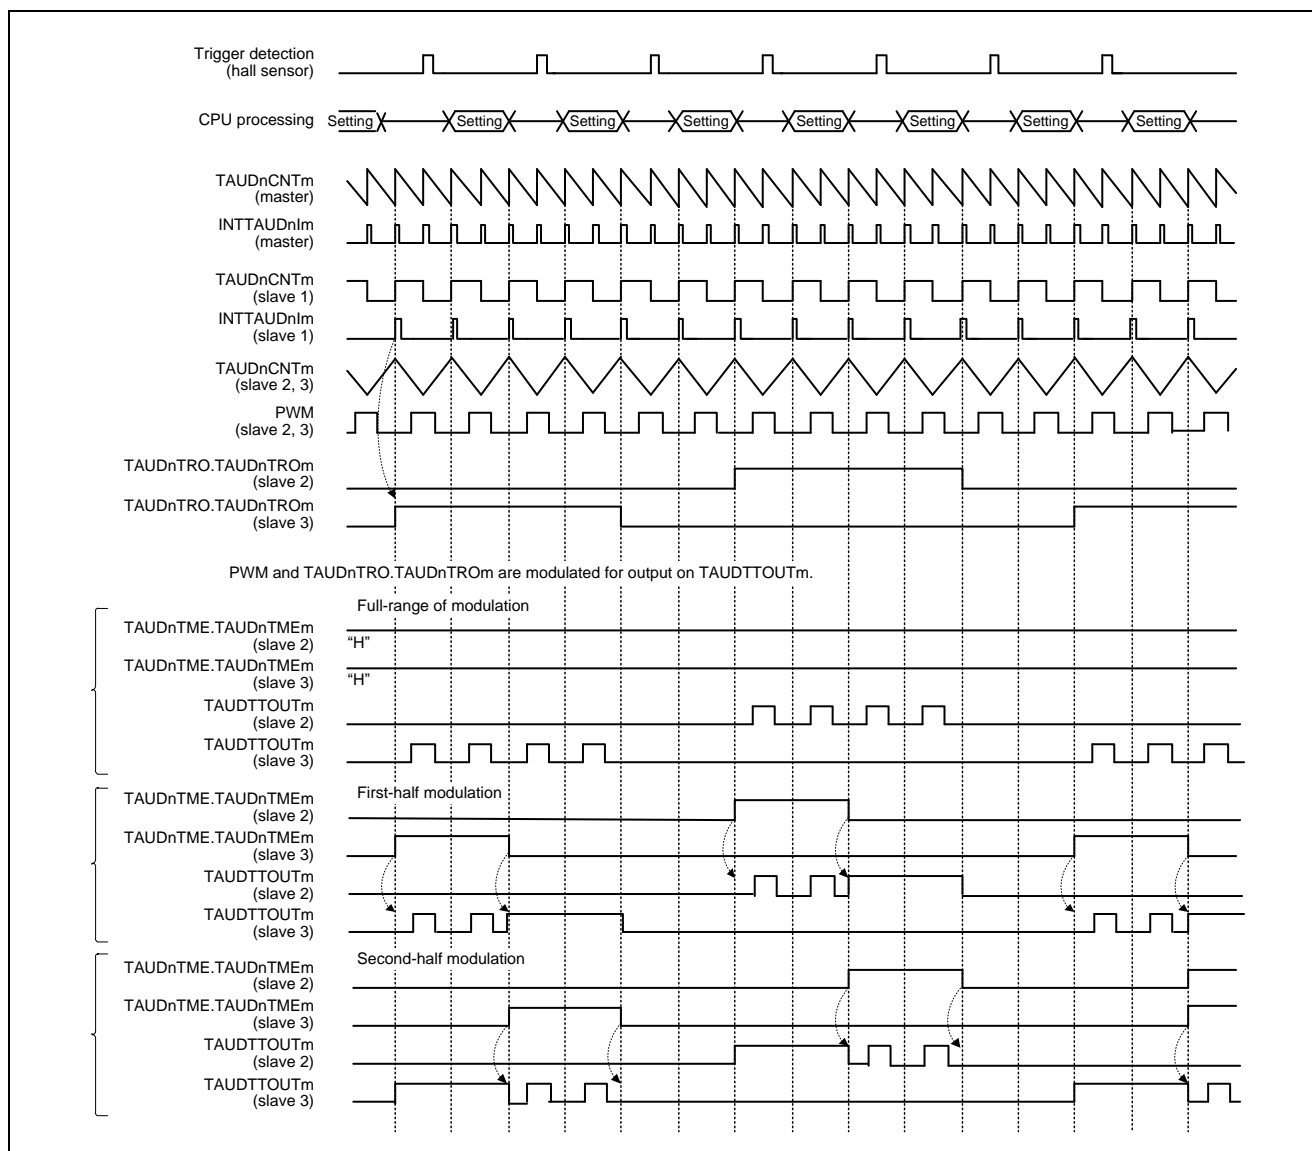 Trigger detection
(hall sensor)
CPU processing
Setting Setting Setting Setting Setting Setting Setting Setting
TAUDnCNTm
(master)
INTTAUDnIm
(master)
TAUDnCNTm
(slave 1)
INTTAUDnIm
(slave 1)
TAUDnCNTm
(slave 2, 3)
PWM
(slave 2, 3)
TAUDnTRO.TAUDnTROm
(slave 2)
TAUDnTRO.TAUDnTROm
(slave 3)
PWM and TAUDnTRO.TAUDnTROm are modulated for output on TAUDTTOUTm.
Full-range of modulation
TAUDnTME.TAUDnTMEm
(slave 2) “H”
TAUDnTME.TAUDnTMEm
(slave 3) “H”
TAUDTTOUTm
(slave 2)
TAUDTTOUTm
(slave 3)
First-half modulation
TAUDnTME.TAUDnTMEm
(slave 2)
TAUDnTME.TAUDnTMEm
(slave 3)
TAUDTTOUTm
(slave 2)
TAUDTTOUTm
(slave 3)
Second-half modulation
TAUDnTME.TAUDnTMEm
(slave 2)
TAUDnTME.TAUDnTMEm
(slave 3)
TAUDTTOUTm
(slave 2)
TAUDTTOUTm
(slave 3)